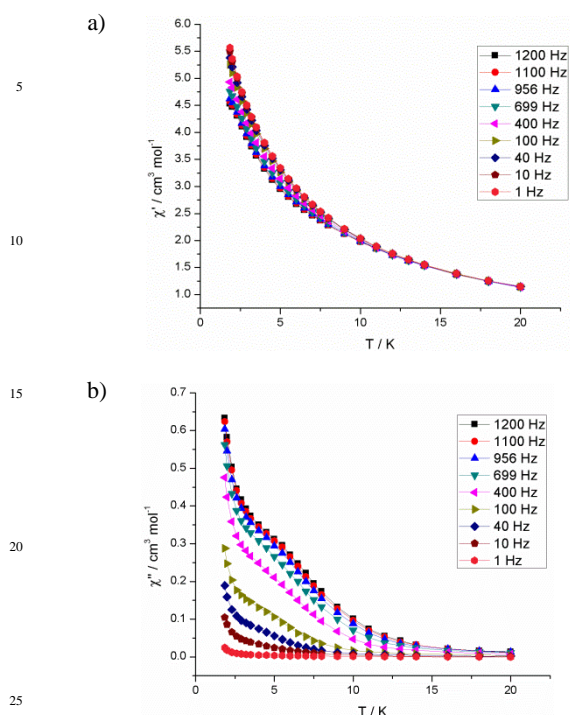 a)
5
10
χ' / cm³ mol⁻¹
5.5
5.0
4.5
4.0
3.5
3.0
2.5
2.0
1.5
1.0
1200 Hz
1100 Hz
956 Hz
699 Hz
400 Hz
100 Hz
40 Hz
10 Hz
1 Hz
0 5 10 15 20
T / K
15
b)
20
25
χ" / cm³ mol⁻¹
0.7
0.6
0.5
0.4
0.3
0.2
0.1
0.0
1200 Hz
1100 Hz
956 Hz
699 Hz
400 Hz
100 Hz
40 Hz
10 Hz
1 Hz
0 5 10 15 20
T / K